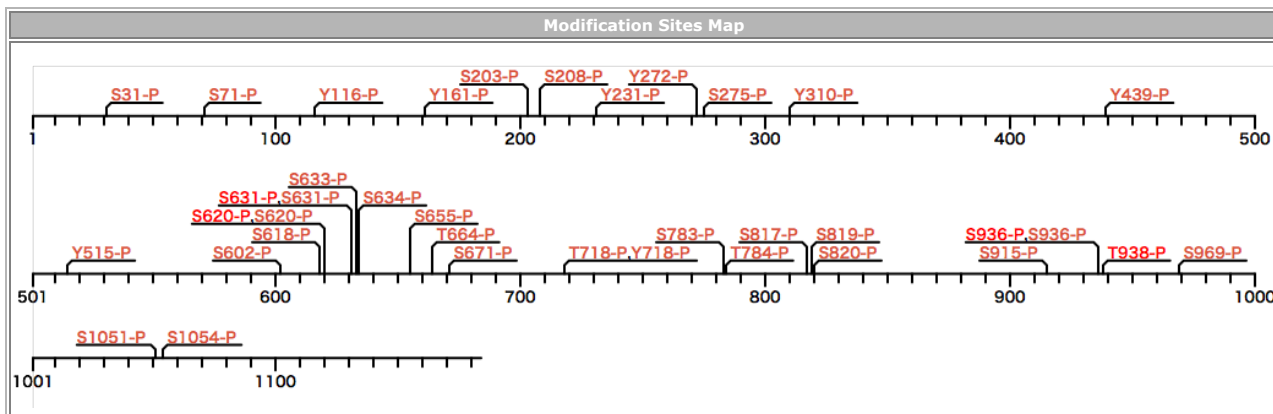 Modification Sites Map
S203-P S208-P Y272-P
S31-P S71-P Y116-P Y161-P Y231-P S275-P Y310-P Y439-P
1 100 200 300 400 500
S633-P
S631-P,S631-P S634-P
S620-P,S620-P S655-P
S618-P T664-P S783-P S817-P S819-P S936-P,S936-P
Y515-P S602-P S671-P T718-P,Y718-P T784-P S820-P S915-P T938-P S969-P
501 600 700 800 900 1000
S1051-P S1054-P
1001 1100